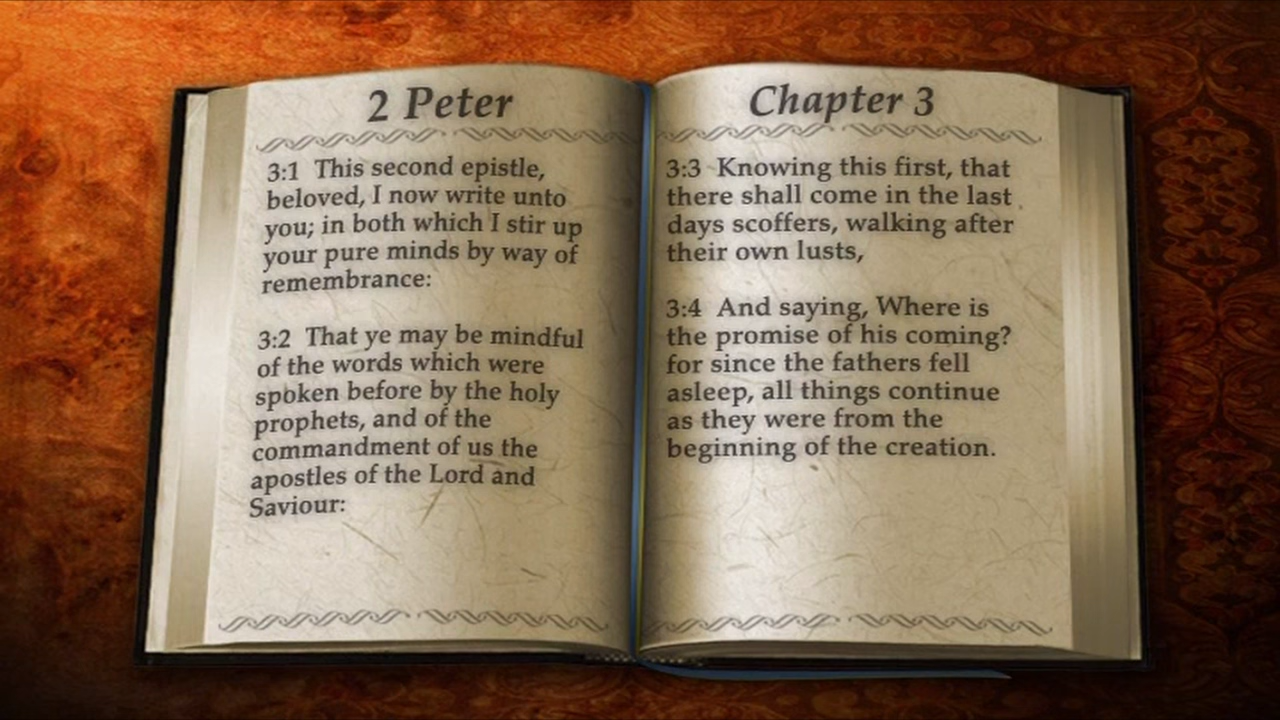 2 Peter
3:1 This second epistle,
beloved, I now write unto
you; in both which I stir up
your pure minds by way of
remembrance:
3:2 That ye may be mindful
of the words which were
spoken before by the holy
prophets, and of the
commandment of us the
apostles of the Lord and
Saviour:
Chapter 3
3:3 Knowing this first, that
there shall come in the last
days scoffers, walking after
their own lusts,
3:4 And saying, Where is
the promise of his coming?
for since the fathers fell
asleep, all things continue
as they were from the
beginning of the creation.